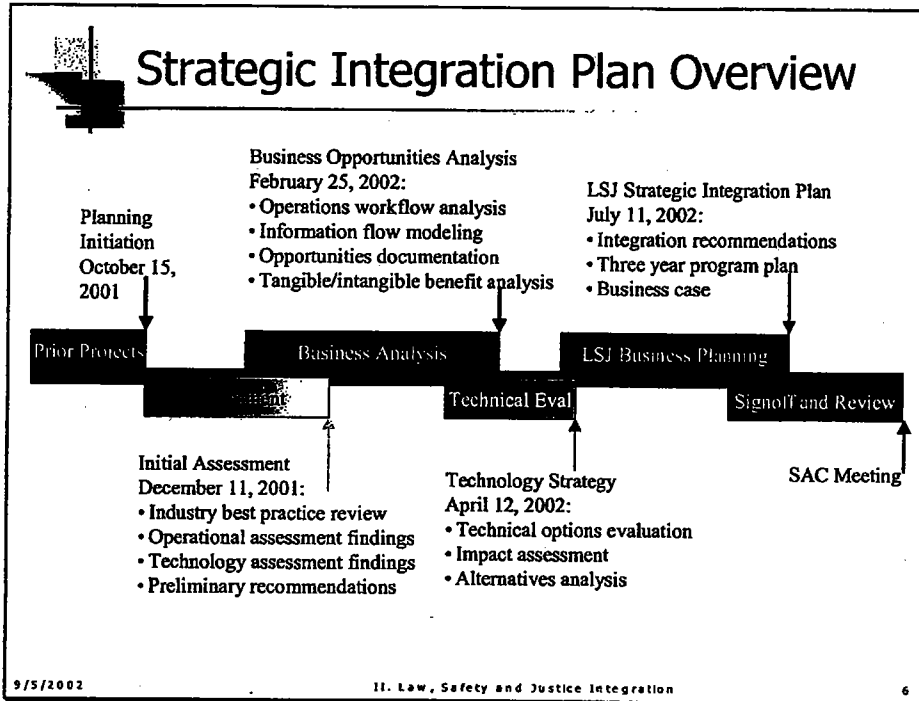 Strategic Integration Plan Overview
Planning
Initiation
October 15,
2001
Business Opportunities Analysis
February 25, 2002:
• Operations workflow analysis
• Information flow modeling
• Opportunities documentation
• Tangible/intangible benefit analysis
LSJ Strategic Integration Plan
July 11, 2002:
• Integration recommendations
• Three year program plan
• Business case
Prior Projects
Business Analysis
LSJ Business Planning
Technical Eval
Signoff and Review
Initial Assessment
December 11, 2001:
• Industry best practice review
• Operational assessment findings
• Technology assessment findings
• Preliminary recommendations
Technology Strategy
April 12, 2002:
• Technical options evaluation
• Impact assessment
• Alternatives analysis
SAC Meeting
9/5/2002
II. Law, Safety and Justice Integration
6